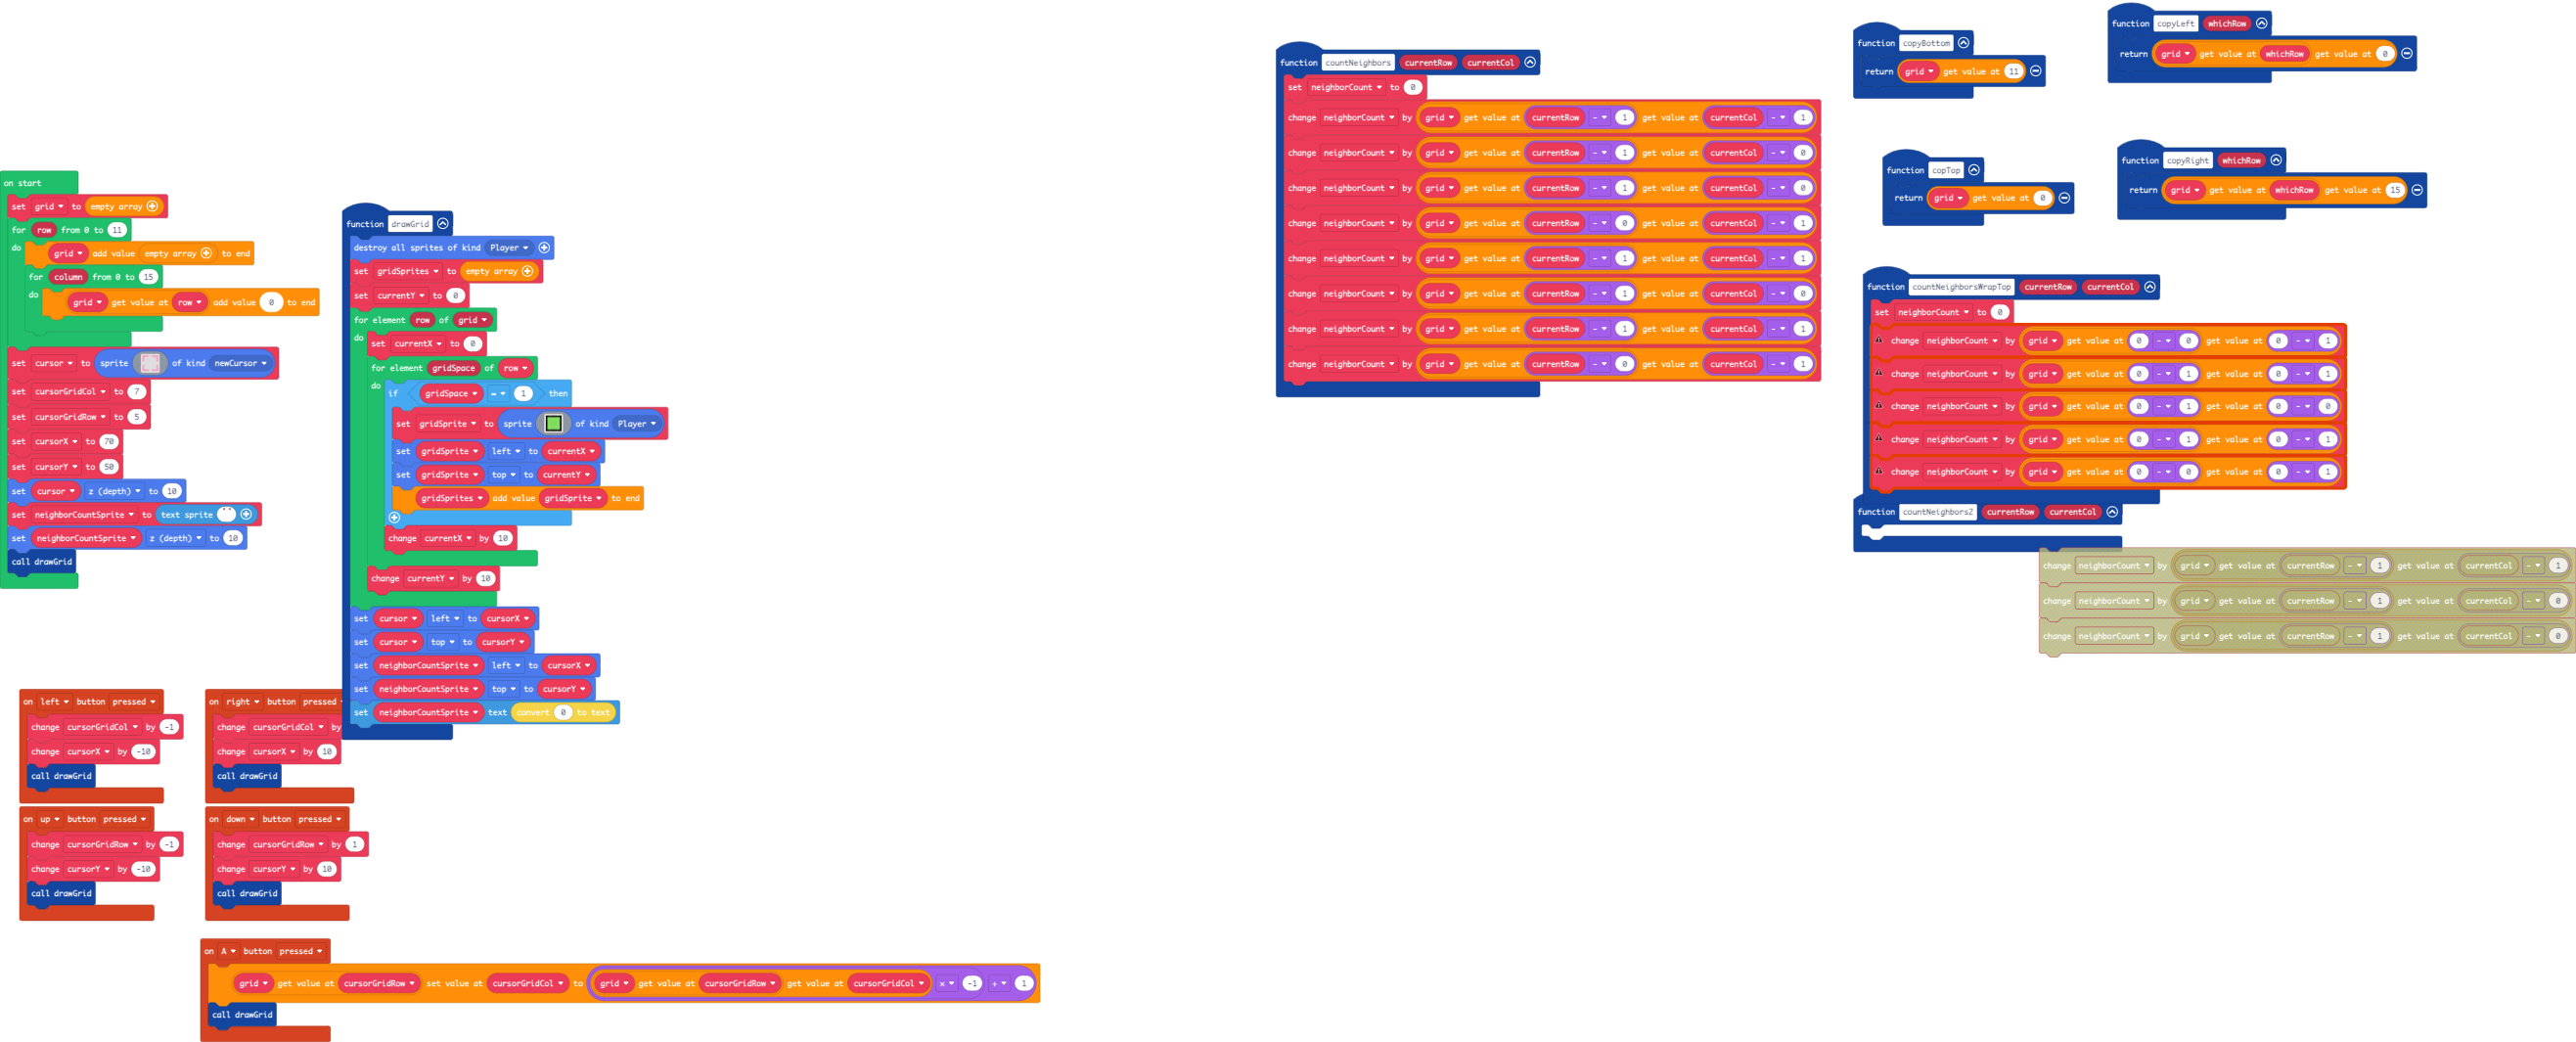 on start
set grid to empty array
for row from 0 to 11
do grid add value empty array to end
for column from 0 to 15
do grid get value at row add value 0 to end
set cursor to sprite of kind newCursor
set cursorGridCol to 7
set cursorGridRow to 5
set cursorX to 70
set cursorY to 50
set cursor z (depth) to 10
set neighborCountSprite to text sprite " "
set neighborCountSprite z (depth) to 10
call drawGrid
function drawGrid
destroy all sprites of kind Player
set gridSprites to empty array
set currentY to 0
for element row of grid
do set currentX to 0
for element gridSpace of row
do if gridSpace = 1 then
set gridSprite to sprite of kind Player
set gridSprite left to currentX
set gridSprite top to currentY
gridSprites add value gridSprite to end
change currentX by 10
change currentY by 10
set cursor left to cursorX
set cursor top to cursorY
set neighborCountSprite left to cursorX
set neighborCountSprite top to cursorY
set neighborCountSprite text convert 0 to text
on left button pressed
change cursorGridCol by -1
change cursorX by -10
call drawGrid
on right button pressed
change cursorGridCol by
change cursorX by 10
call drawGrid
on up button pressed
change cursorGridRow by -1
change cursorY by -10
call drawGrid
on down button pressed
change cursorGridRow by 1
change cursorY by 10
call drawGrid
on A button pressed
grid get value at cursorGridRow set value at cursorGridCol to grid get value at cursorGridRow get value at cursorGridCol × -1 + 1
call drawGrid
function countNeighbors currentRow currentCol
set neighborCount to 0
change neighborCount by grid get value at currentRow - 1 get value at currentCol - 1
change neighborCount by grid get value at currentRow - 1 get value at currentCol - 0
change neighborCount by grid get value at currentRow - 1 get value at currentCol - 0
change neighborCount by grid get value at currentRow - 0 get value at currentCol - 1
change neighborCount by grid get value at currentRow - 1 get value at currentCol - 1
change neighborCount by grid get value at currentRow - 1 get value at currentCol - 0
change neighborCount by grid get value at currentRow - 1 get value at currentCol - 1
change neighborCount by grid get value at currentRow - 0 get value at currentCol - 1
function copyBottom
return grid get value at 11
function copyLeft whichRow
return grid get value at whichRow get value at 0
function copTop
return grid get value at 0
function copyRight whichRow
return grid get value at whichRow get value at 15
function countNeighborsWrapTop currentRow currentCol
set neighborCount to 0
change neighborCount by grid get value at 0 - 0 get value at 0 - 1
change neighborCount by grid get value at 0 - 1 get value at 0 - 1
change neighborCount by grid get value at 0 - 1 get value at 0 - 0
change neighborCount by grid get value at 0 - 1 get value at 0 - 1
change neighborCount by grid get value at 0 - 0 get value at 0 - 1
function countNeighbors2 currentRow currentCol
change neighborCount by grid get value at currentRow - 1 get value at currentCol - 1
change neighborCount by grid get value at currentRow - 1 get value at currentCol - 0
change neighborCount by grid get value at currentRow - 1 get value at currentCol - 0